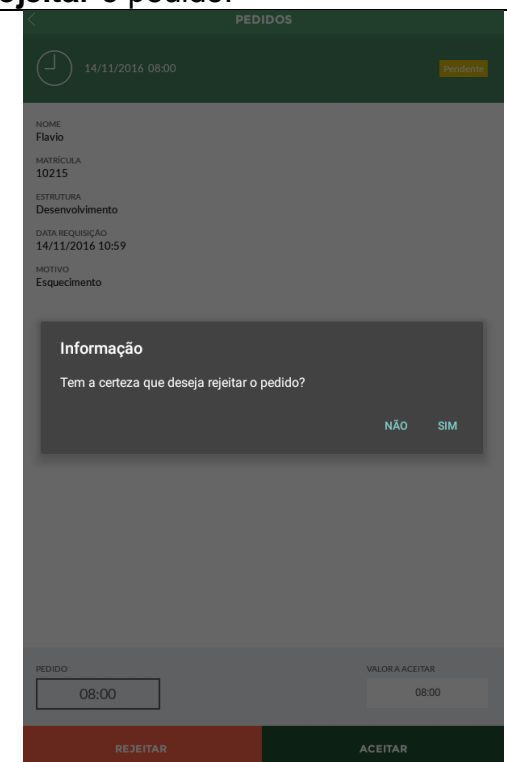 ejeitar o pedido.
PEDIDOS
14/11/2016 08:00
Pendente
NOME
Flavio
MATRÍCULA
10215
ESTRUTURA
Desenvolvimento
DATA REQUISIÇÃO
14/11/2016 10:59
MOTIVO
Esquecimento
Informação
Tem a certeza que deseja rejeitar o pedido?
NÃO SIM
PEDIDO VALOR A ACEITAR
08:00 08:00
REJEITAR ACEITAR